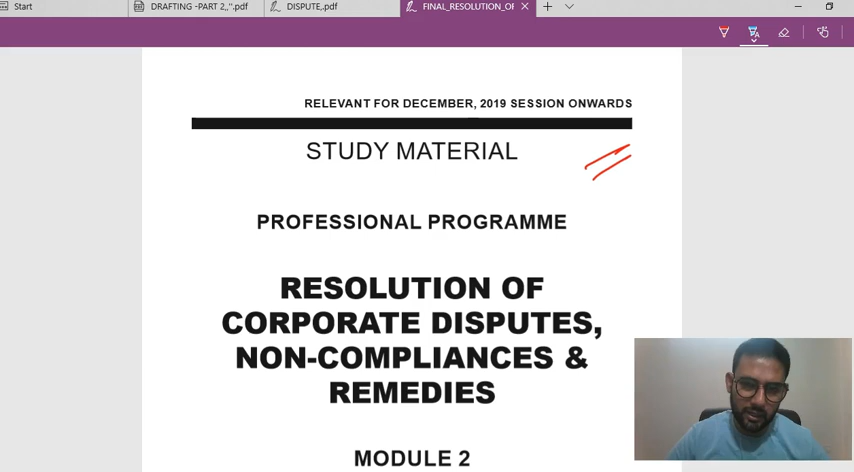 Start
DRAFTING -PART 2,,''.pdf
DISPUTE,.pdf
FINAL_RESOLUTION_OF
RELEVANT FOR DECEMBER, 2019 SESSION ONWARDS
STUDY MATERIAL
PROFESSIONAL PROGRAMME
RESOLUTION OF
CORPORATE DISPUTES,
NON-COMPLIANCES &
REMEDIES
MODULE 2